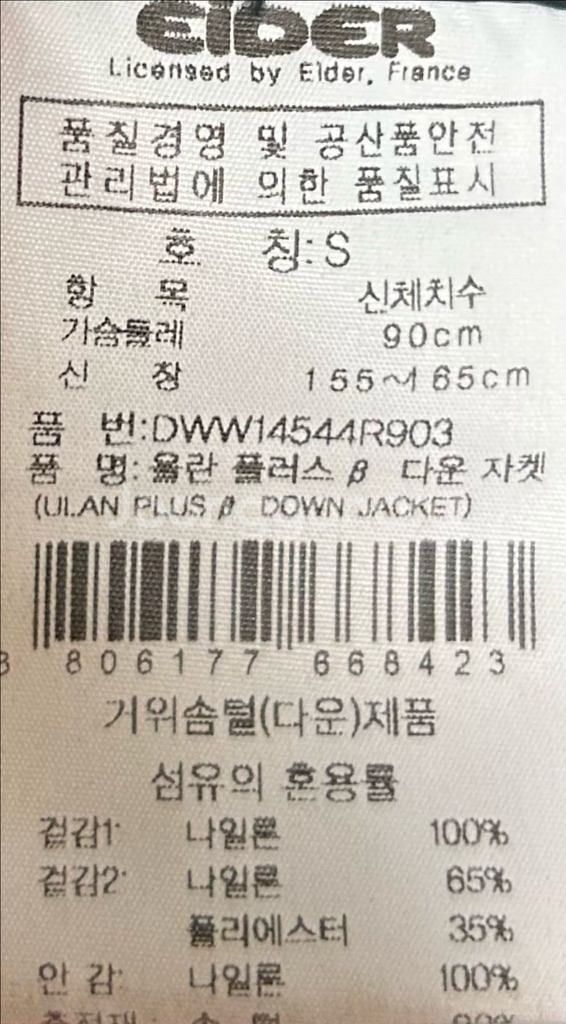 EIDER
Licensed by Eider, France
품질경영 및 공산품안전
관리법에 의한 품질표시
호 칭: S
항 목 신체치수
가슴둘레 90cm
신 장 155~165cm
품 번:DWW14544R903
품 명: 울란 플러스 β 다운 자켓
(ULAN PLUS β DOWN JACKET)
8 806177 668423
거위솜털(다운)제품
섬유의 혼용률
겉감1: 나일론 100%
겉감2: 나일론 65%
폴리에스터 35%
안 감: 나일론 100%